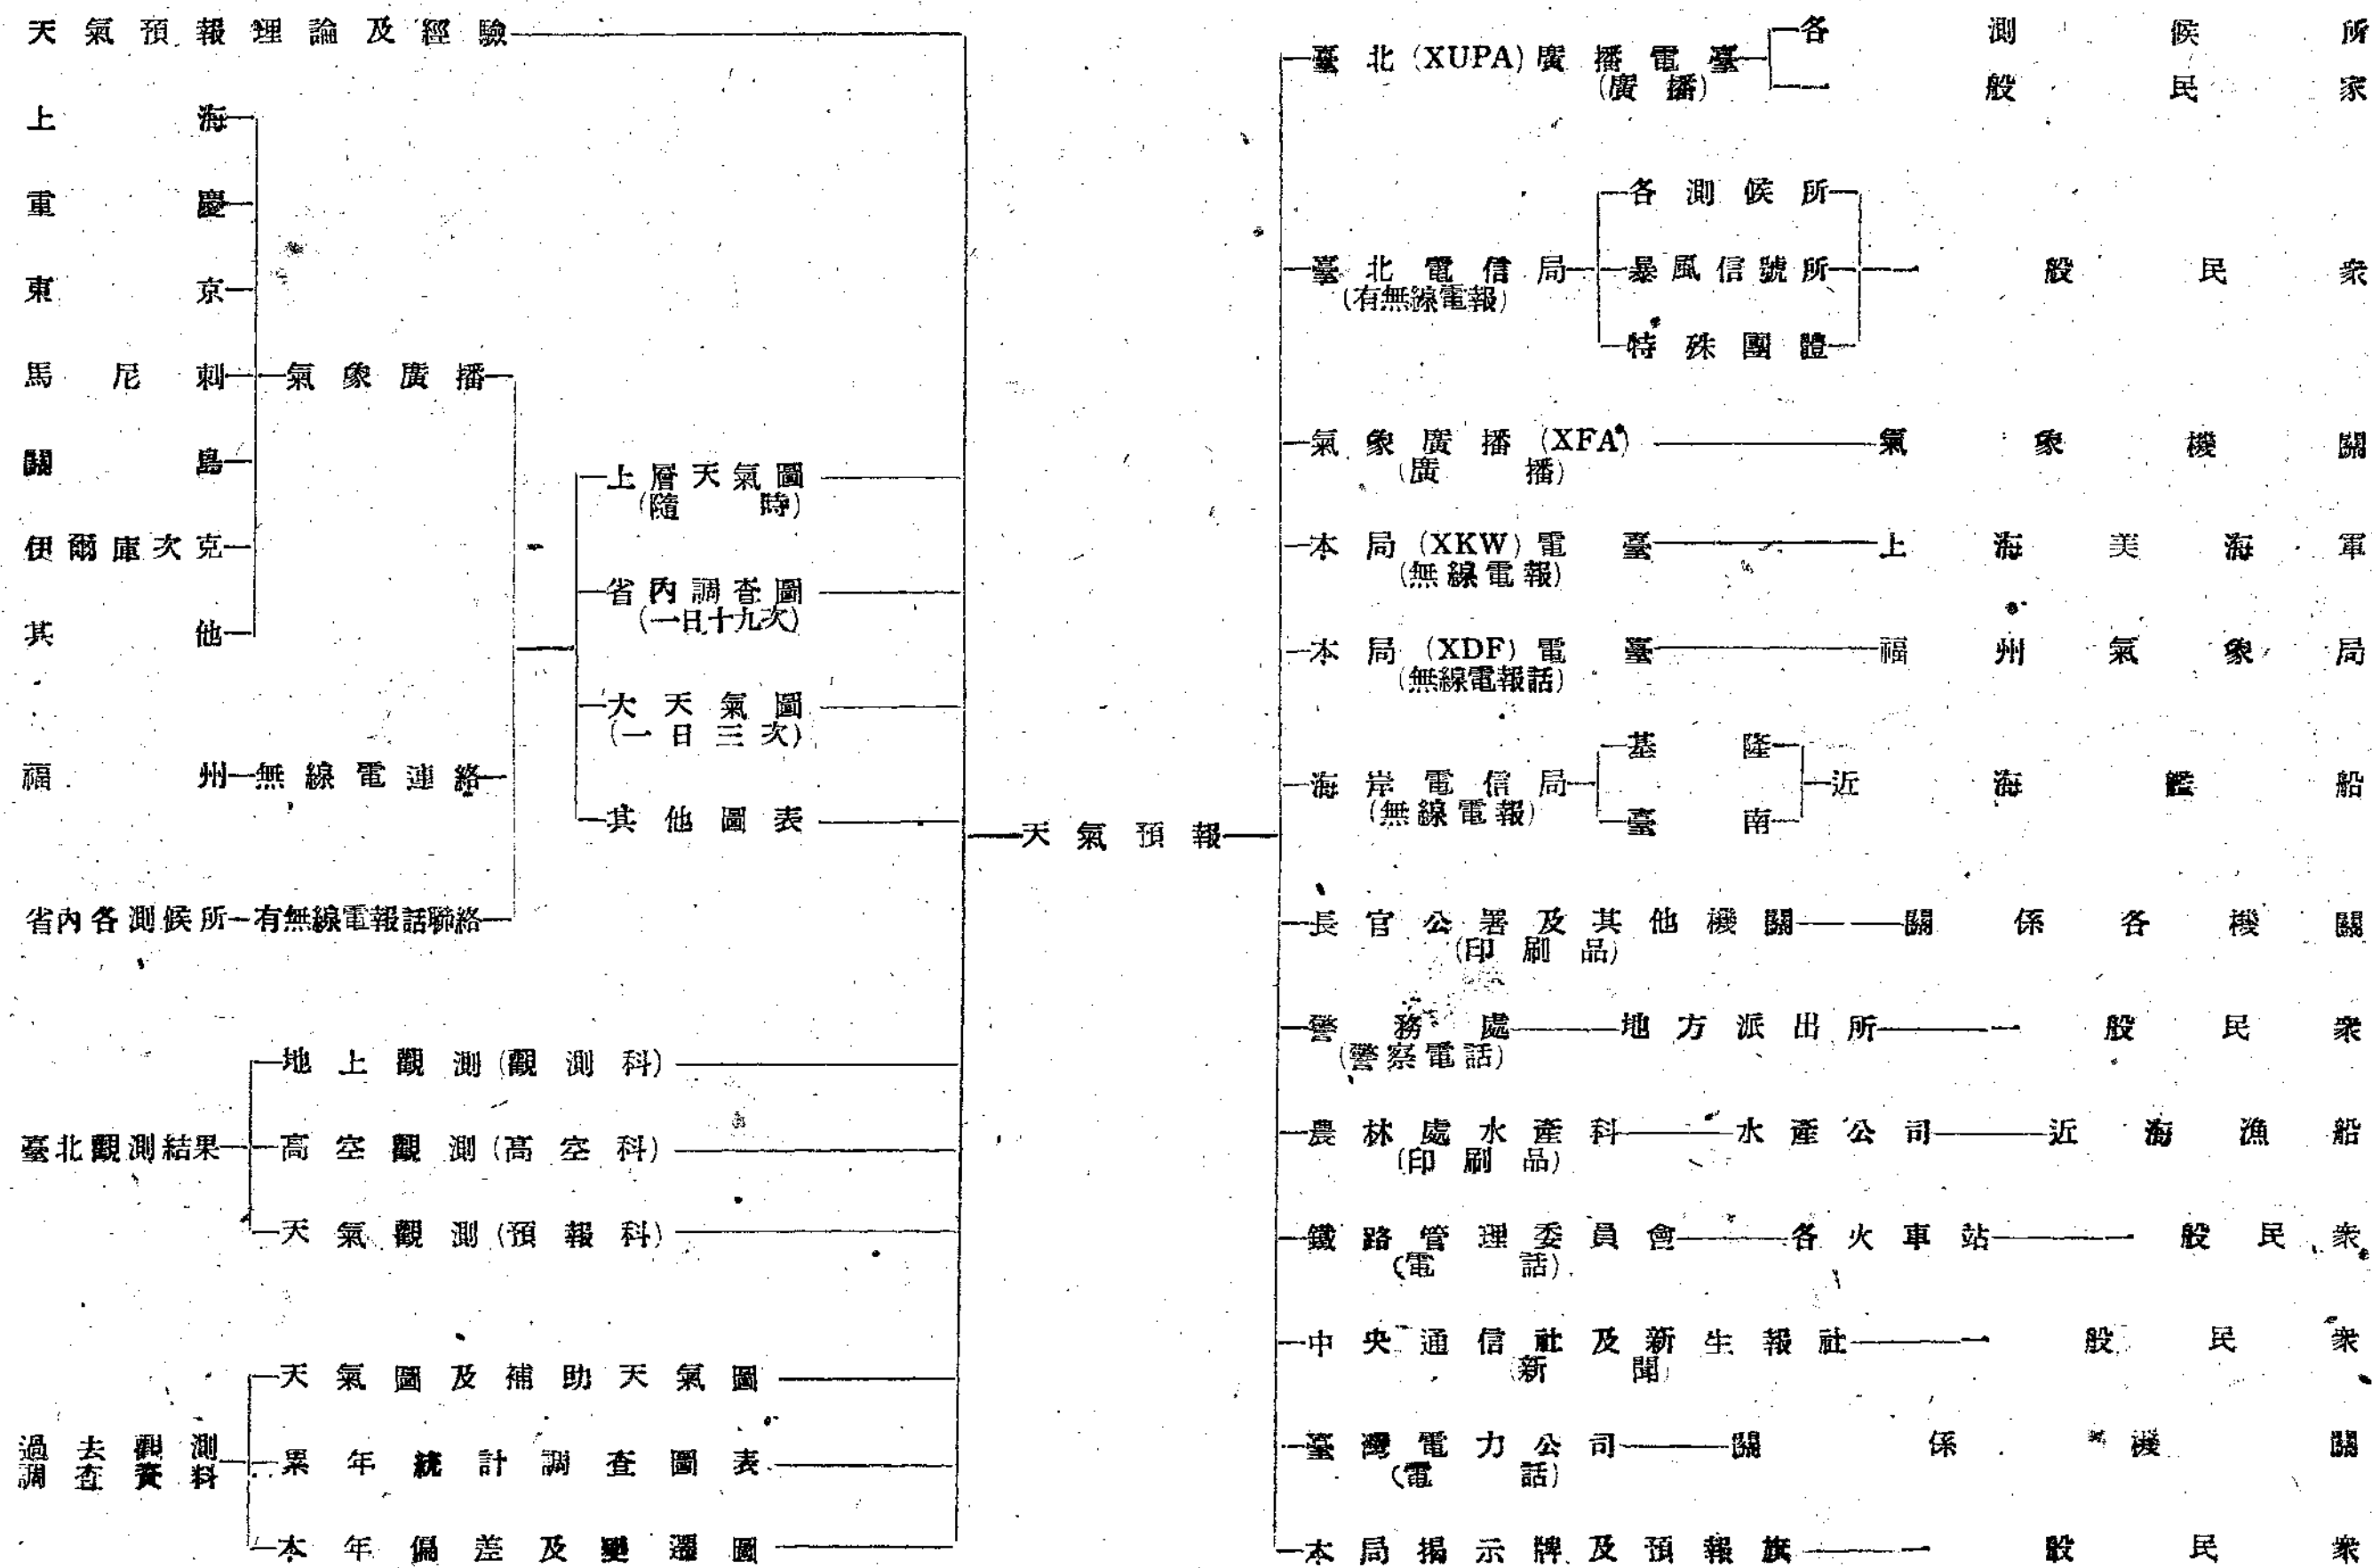 天氣預報理論及經驗
上海
重慶
東京
馬尼剌
關島
伊爾庫次克
其他
氣象廣播
福州
無線電連絡
省內各測候所
有無線電報話聯絡
上層天氣圖
(隨時)
省內調查圖
(一日十九次)
大天氣圖
(一日三次)
其他圖表
臺北觀測結果
地上觀測(觀測科)
高空觀測(高空科)
天氣觀測(預報科)
過去觀測
調查資料
天氣圖及補助天氣圖
累年統計調查圖表
本年偏差及變遷圖
天氣預報
臺北(XUPA)廣播電臺
(廣播)
各測候所
一般民家
臺北電信局
(有無線電報)
各測候所
暴風信號所
特殊團體
一般民衆
氣象廣播(XFA)
(廣播)
氣象機關
本局(XKW)電臺
(無線電報)
上海美海軍
本局(XDF)電臺
(無線電報話)
福州氣象局
海岸電信局
(無線電報)
基隆
臺南
近海艦船
長官公署及其他機關
(印刷品)
關係各機關
警務處
(警察電話)
地方派出所
一般民衆
農林處水產科
(印刷品)
水產公司
近海漁船
鐵路管理委員會
(電話)
各火車站
一般民衆
中央通信社及新生報社
(新聞)
一般民衆
臺灣電力公司
(電話)
關係機關
本局揭示牌及預報旗
一般民衆